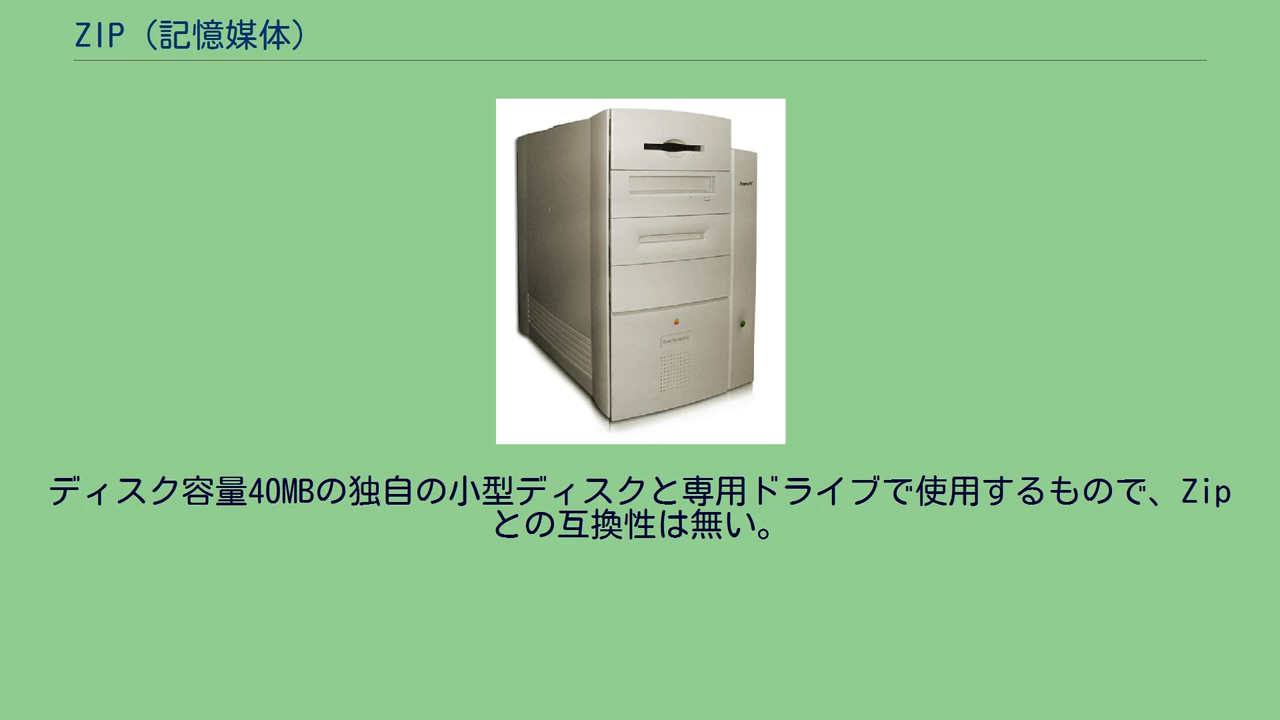 ZIP（記憶媒体）
ディスク容量40MBの独自の小型ディスクと専用ドライブで使用するもので、Zip
との互換性は無い。